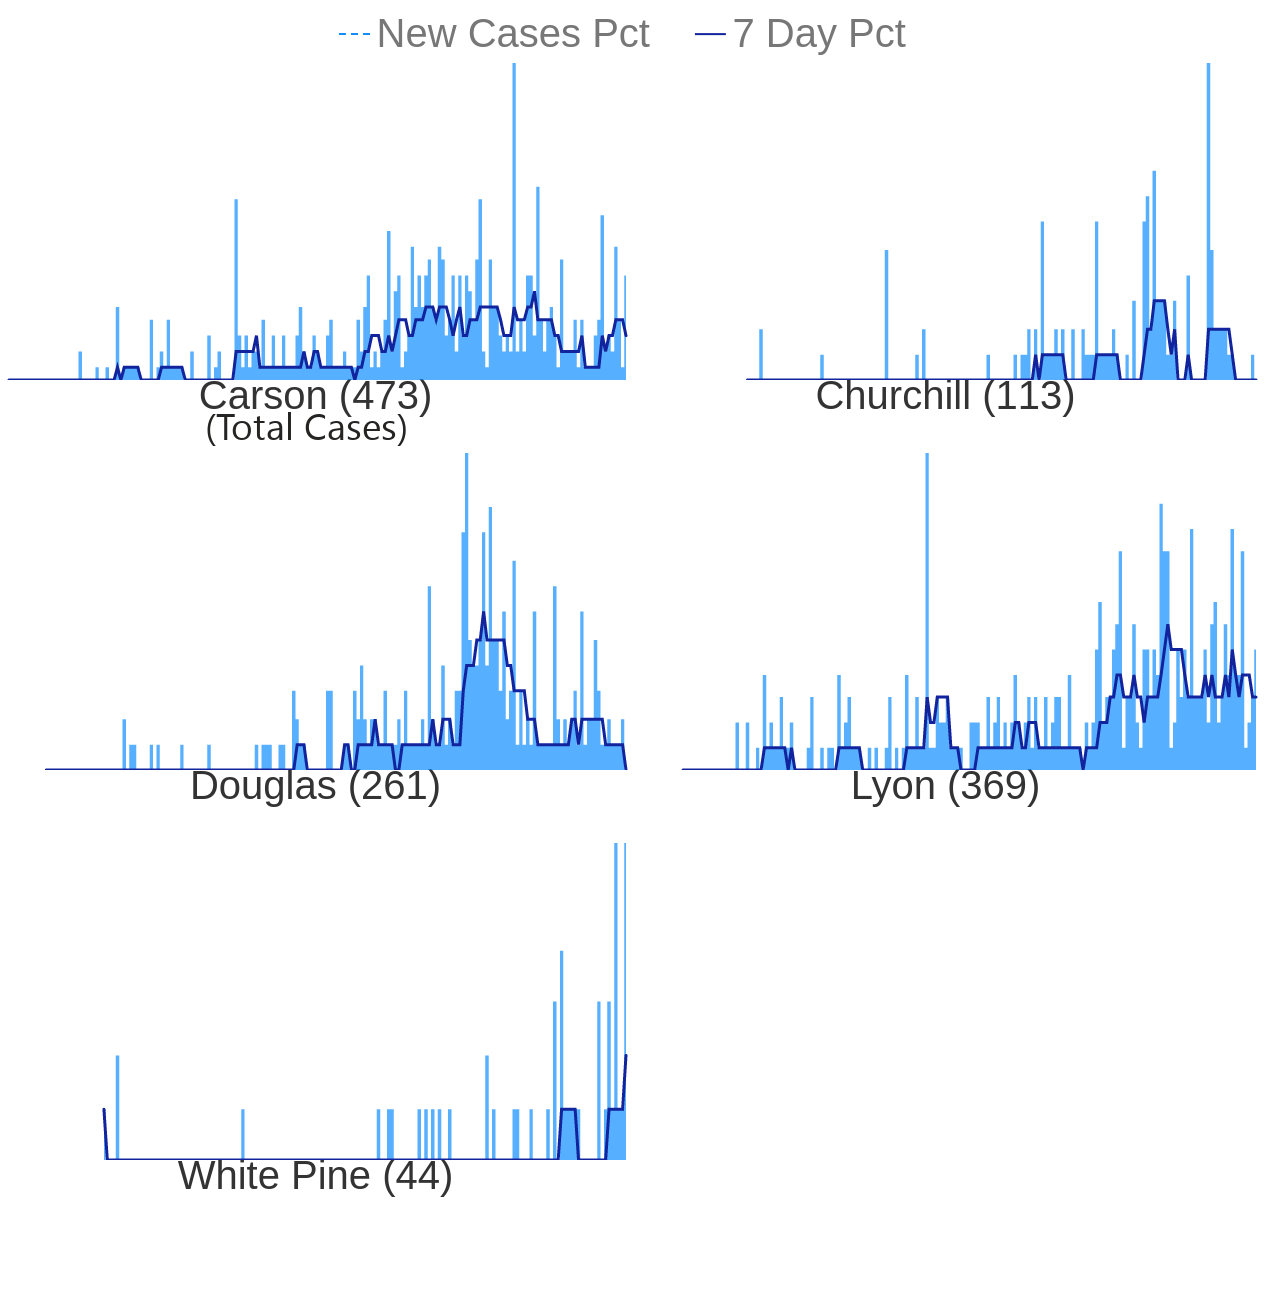 New Cases Pct 7 Day Pct
Carson (473) Churchill (113)
(Total Cases)
Douglas (261) Lyon (369)
White Pine (44)